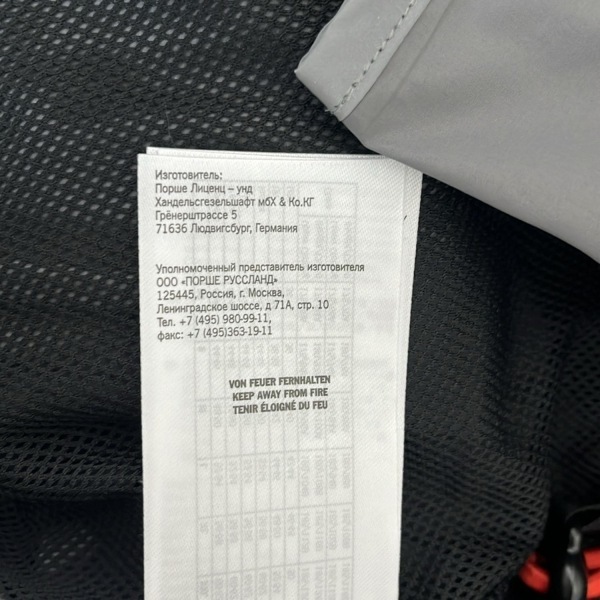 Изготовитель:
Порше Лиценц – унд
Хандельсгезельшафт мбХ & Ко.КГ
Грёнерштрассе 5
71636 Людвигсбург, Германия
Уполномоченный представитель изготовителя
ООО «ПОРШЕ РУССЛАНД»
125445, Россия, г. Москва,
Ленинградское шоссе, д 71А, стр. 10
Тел. +7 (495) 980-99-11,
факс: +7 (495)363-19-11
VON FEUER FERNHALTEN
KEEP AWAY FROM FIRE
TENIR ÉLOIGNÉ DU FEU